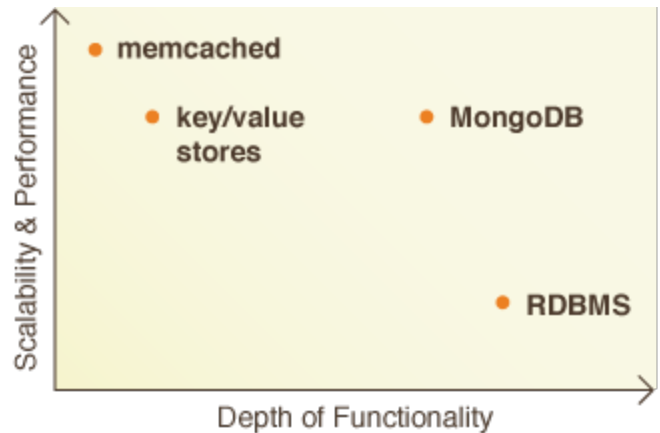 memcached
key/value
stores
MongoDB
RDBMS
Scalability & Performance
Depth of Functionality